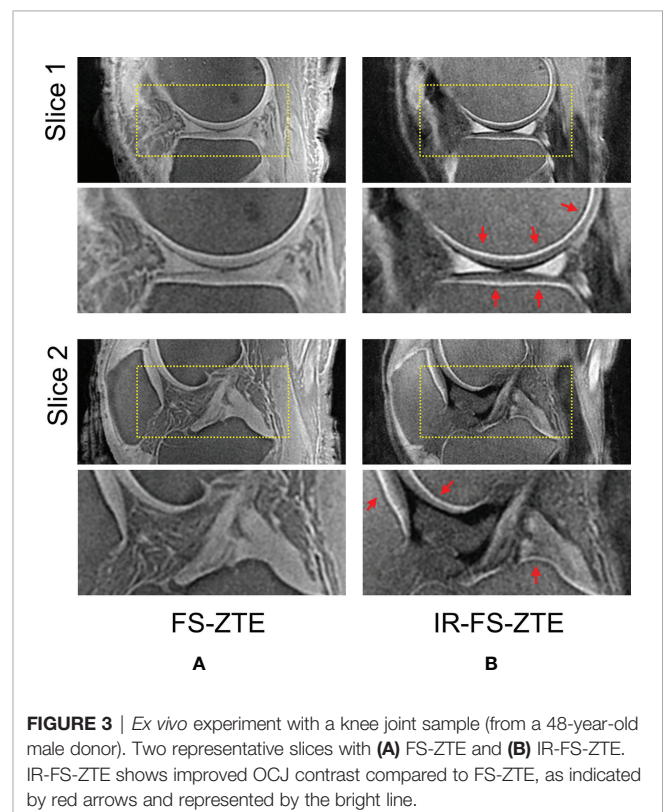 Slice 1
Slice 2
FS-ZTE
IR-FS-ZTE
A
B
FIGURE 3 | Ex vivo experiment with a knee joint sample (from a 48-year-old
male donor). Two representative slices with (A) FS-ZTE and (B) IR-FS-ZTE.
IR-FS-ZTE shows improved OCJ contrast compared to FS-ZTE, as indicated
by red arrows and represented by the bright line.